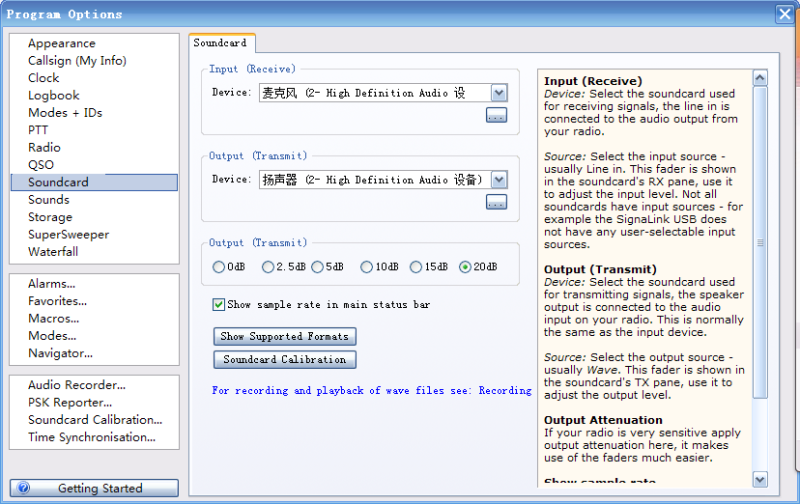 Program Options
Appearance
Callsign (My Info)
Clock
Logbook
Modes + IDs
PTT
Radio
QSO
Soundcard
Sounds
Storage
SuperSweeper
Waterfall
Alarms...
Favorites...
Macros...
Modes...
Navigator...
Audio Recorder...
PSK Reporter...
Soundcard Calibration...
Time Synchronisation...
Getting Started
Soundcard
Input (Receive)
Device: 麦克风 (2- High Definition Audio 设
...
Output (Transmit)
Device: 扬声器 (2- High Definition Audio 设备)
...
Output (Transmit)
0dB 2.5dB 5dB 10dB 15dB 20dB
Show sample rate in main status bar
Show Supported Formats
Soundcard Calibration
For recording and playback of wave files see: Recording
Input (Receive)
Device: Select the soundcard used
for receiving signals, the line in is
connected to the audio output from
your radio.
Source: Select the input source -
usually Line in. This fader is shown
in the soundcard's RX pane, use it
to adjust the input level. Not all
soundcards have input sources - for
example the SignaLink USB does
not have any user-selectable input
sources.
Output (Transmit)
Device: Select the soundcard used
for transmitting signals, the speaker
output is connected to the audio
input on your radio. This is normally
the same as the input device.
Source: Select the output source -
usually Wave. This fader is shown in
the soundcard's TX pane, use it to
adjust the output level.
Output Attenuation
If your radio is very sensitive apply
output attenuation here, it makes
use of the faders much easier.
Show sample rate